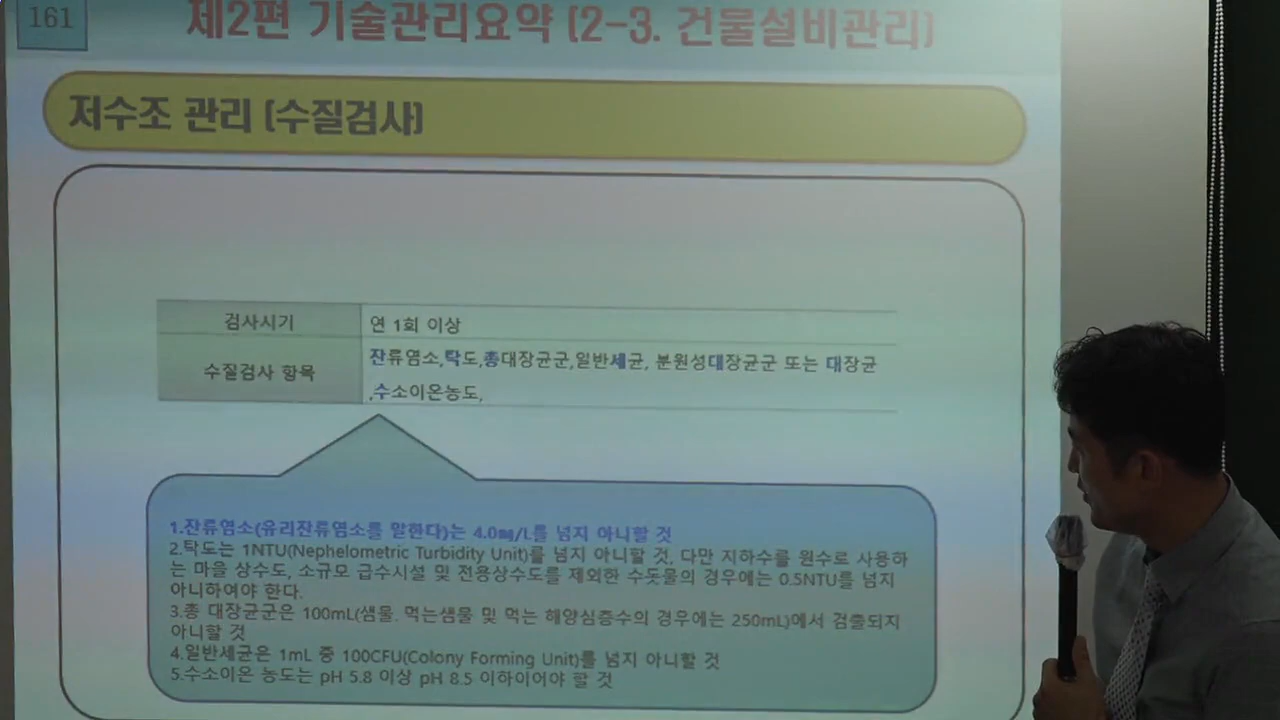 161
제2편 기술관리요약 (2-3. 건물설비관리)
저수조 관리 (수질검사)
검사시기 연 1회 이상
수질검사 항목 잔류염소,탁도,총대장균군,일반세균, 분원성대장균군 또는 대장균
,수소이온농도,
1.잔류염소(유리잔류염소를 말한다)는 4.0㎎/L를 넘지 아니할 것
2.탁도는 1NTU(Nephelometric Turbidity Unit)를 넘지 아니할 것, 다만 지하수를 원수로 사용하
는 마을 상수도, 소규모 급수시설 및 전용상수도를 제외한 수돗물의 경우에는 0.5NTU를 넘지
아니하여야 한다.
3.총 대장균군은 100mL(샘물. 먹는샘물 및 먹는 해양심층수의 경우에는 250mL)에서 검출되지
아니할 것
4.일반세균은 1mL 중 100CFU(Colony Forming Unit)를 넘지 아니할 것
5.수소이온 농도는 pH 5.8 이상 pH 8.5 이하이어야 할 것